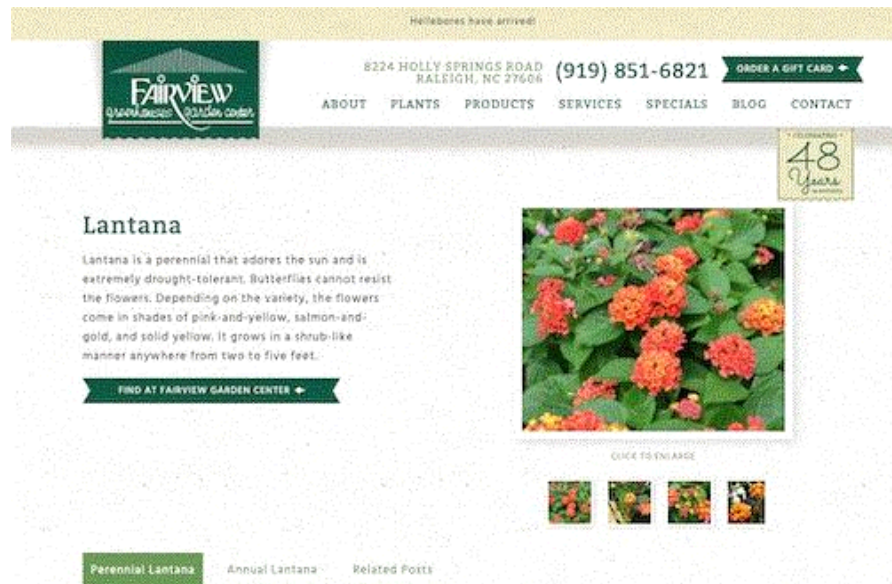 Hellebores have arrived!
FAIRVIEW
greenhouses & garden center
8224 HOLLY SPRINGS ROAD
RALEIGH, NC 27606
(919) 851-6821
ORDER A GIFT CARD
ABOUT PLANTS PRODUCTS SERVICES SPECIALS BLOG CONTACT
CELEBRATING
48
Years
Lantana
Lantana is a perennial that adores the sun and is
extremely drought-tolerant. Butterflies cannot resist
the flowers. Depending on the variety, the flowers
come in shades of pink-and-yellow, salmon-and-
gold, and solid yellow. It grows in a shrub-like
manner anywhere from two to five feet.
FIND AT FAIRVIEW GARDEN CENTER
CLICK TO ENLARGE
Perennial Lantana Annual Lantana Related Posts